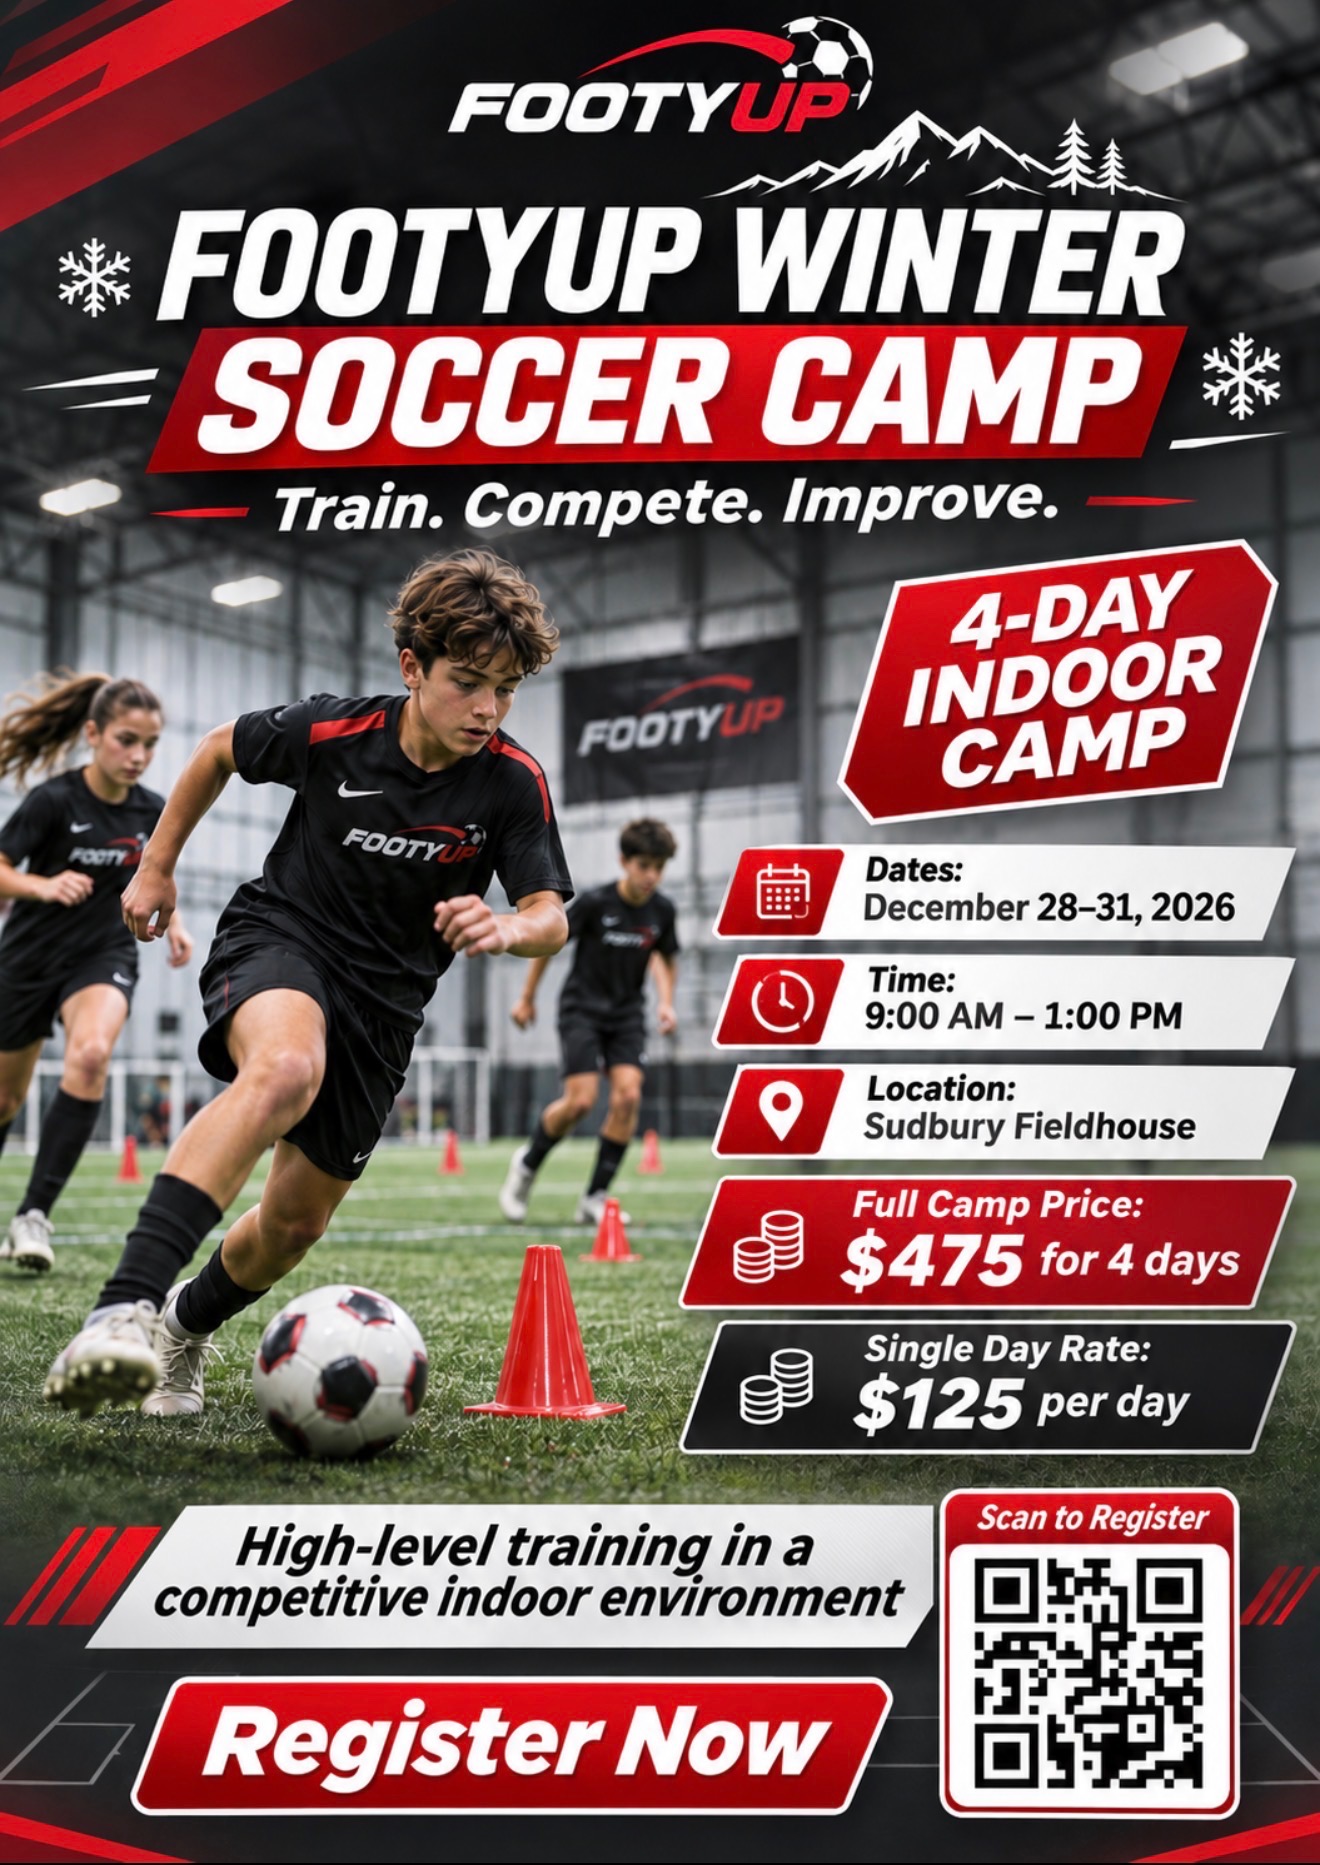 FOOTYUP
FOOTYUP WINTER
SOCCER CAMP
Train. Compete. Improve.
4-DAY
INDOOR
CAMP
FOOTYUP
FOOTYUP
FOOTYUP
Dates:
December 28–31, 2026
Time:
9:00 AM – 1:00 PM
Location:
Sudbury Fieldhouse
Full Camp Price:
$475 for 4 days
Single Day Rate:
$125 per day
High-level training in a
competitive indoor environment
Scan to Register
Register Now